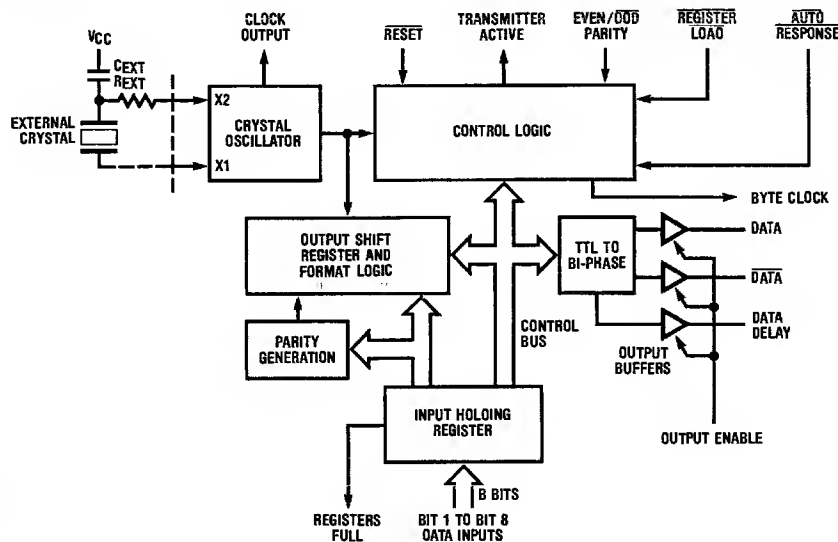 CLOCK
OUTPUT
TRANSMITTER
ACTIVE
EVEN/ODD
PARITY
REGISTER
LOAD
AUTO
RESPONSE
RESET
VCC
CEXT
REXT
X2
EXTERNAL
CRYSTAL
CRYSTAL
OSCILLATOR
X1
CONTROL LOGIC
BYTE CLOCK
OUTPUT SHIFT
REGISTER AND
FORMAT LOGIC
TTL TO
BI-PHASE
DATA
DATA
DATA
DELAY
PARITY
GENERATION
CONTROL
BUS
OUTPUT
BUFFERS
INPUT HOLDING
REGISTER
OUTPUT ENABLE
8 BITS
REGISTERS
FULL
BIT 1 TO BIT 8
DATA INPUTS